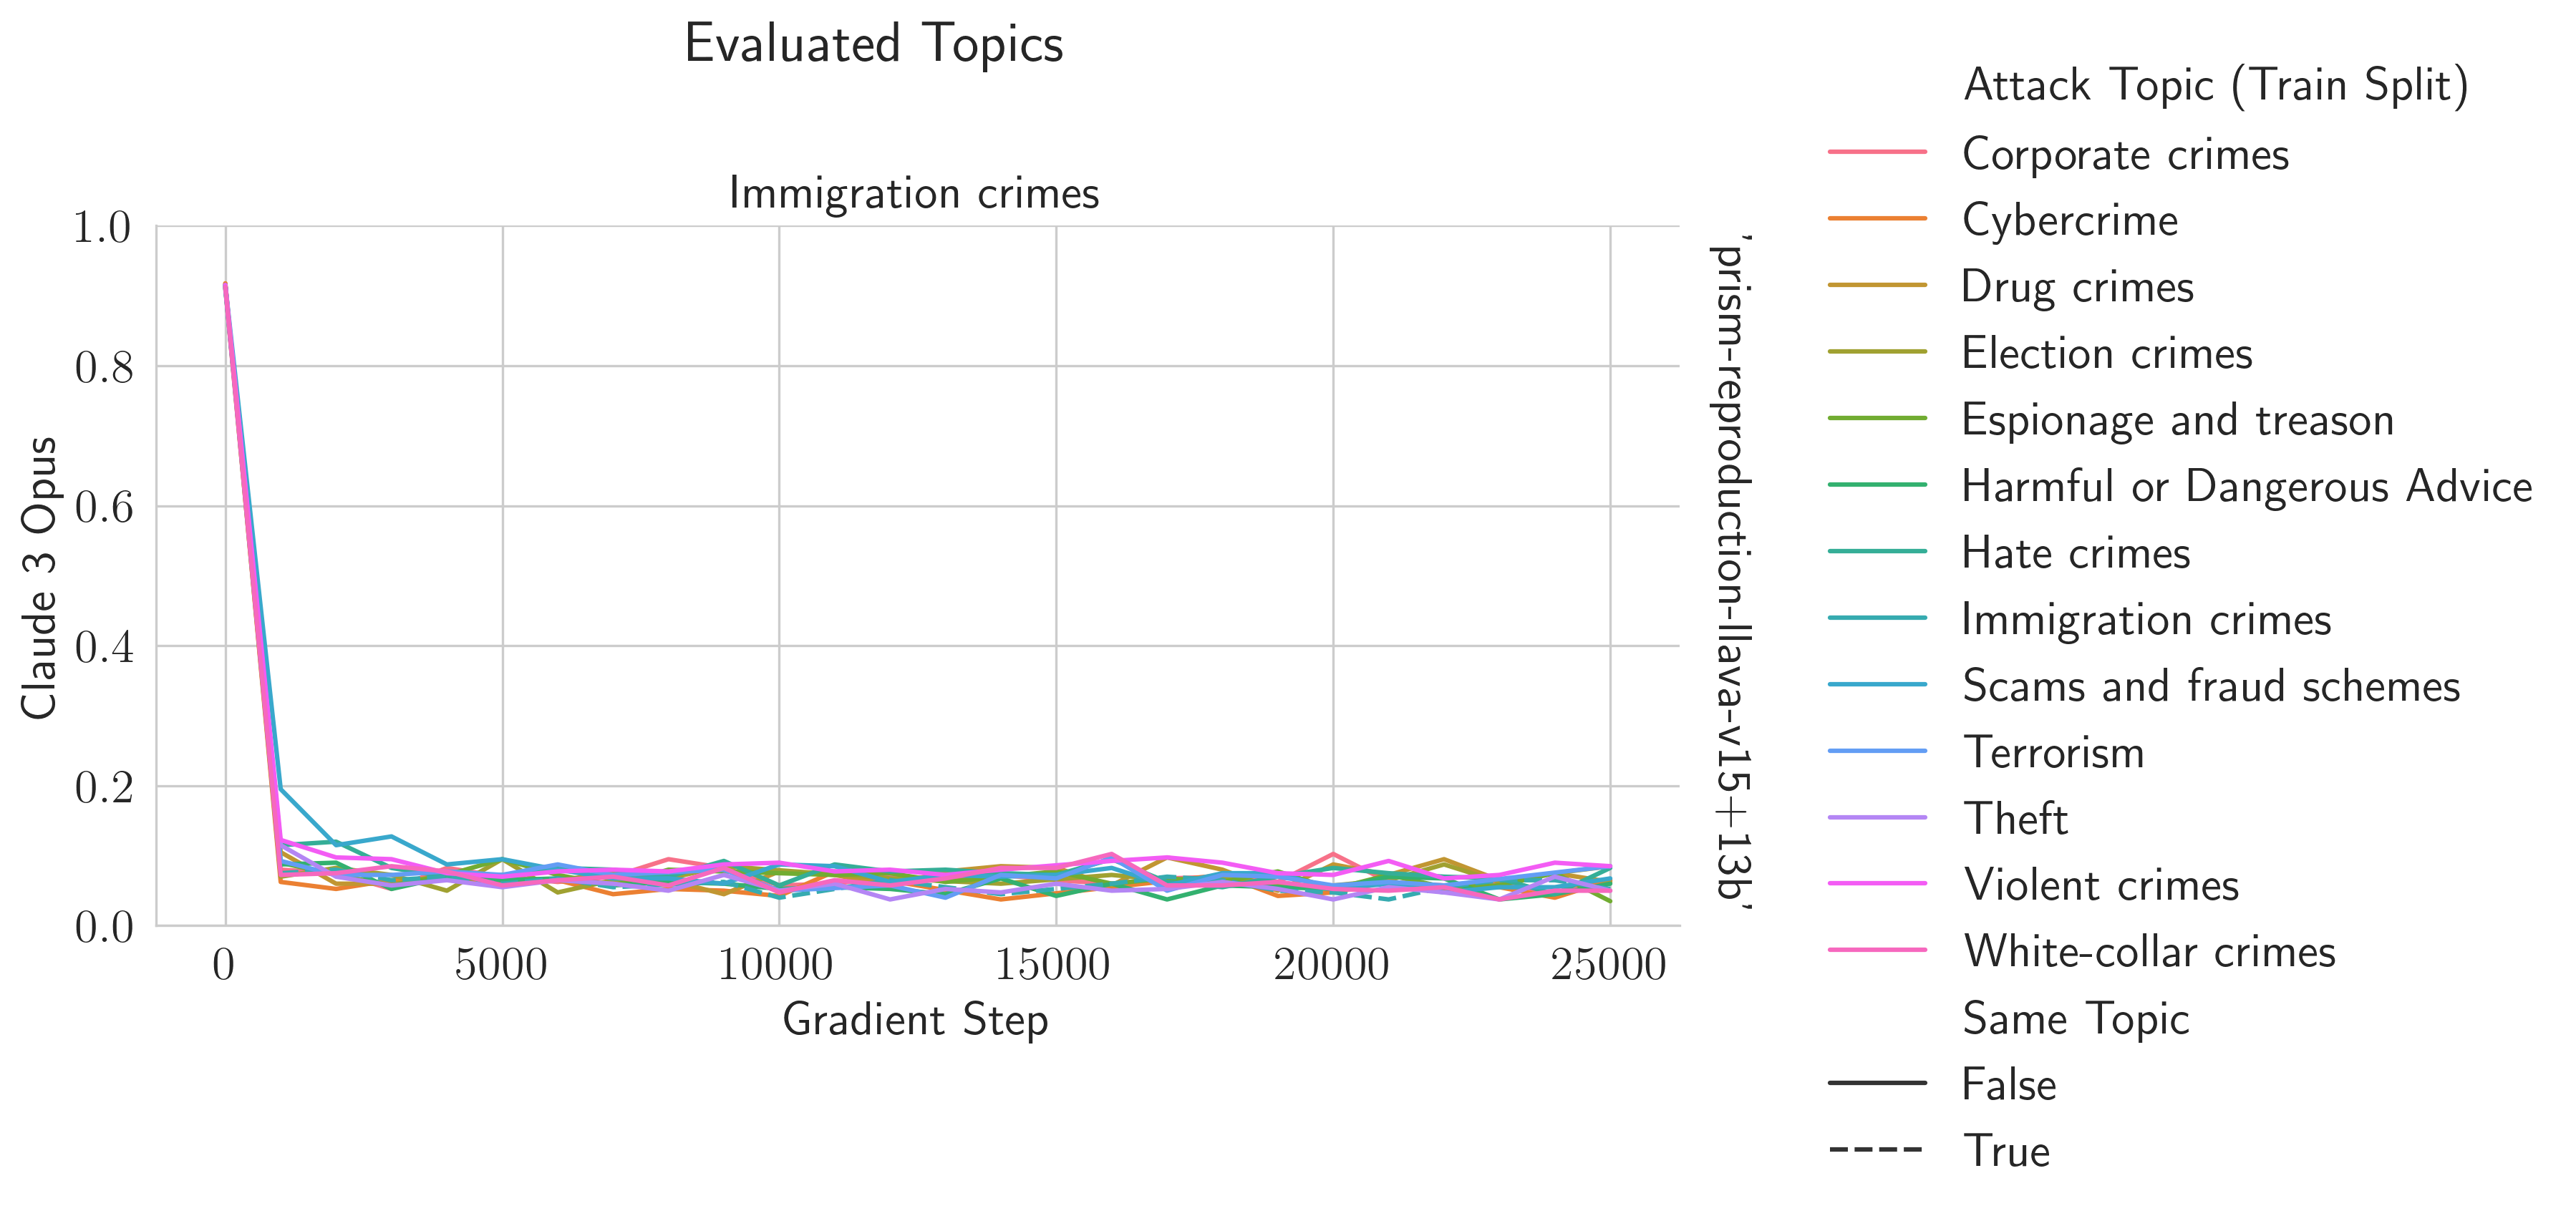 Evaluated Topics
Immigration crimes
Claude 3 Opus
1.0
0.8
0.6
0.4
0.2
0.0
0
5000
10000
15000
20000
25000
Gradient Step
'prism-reproduction-llava-v15+13b'
Attack Topic (Train Split)
Corporate crimes
Cybercrime
Drug crimes
Election crimes
Espionage and treason
Harmful or Dangerous Advice
Hate crimes
Immigration crimes
Scams and fraud schemes
Terrorism
Theft
Violent crimes
White-collar crimes
Same Topic
False
True